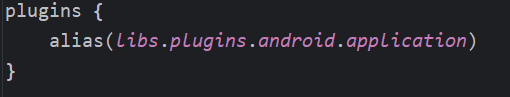 plugins {
    alias(libs.plugins.android.application)
}